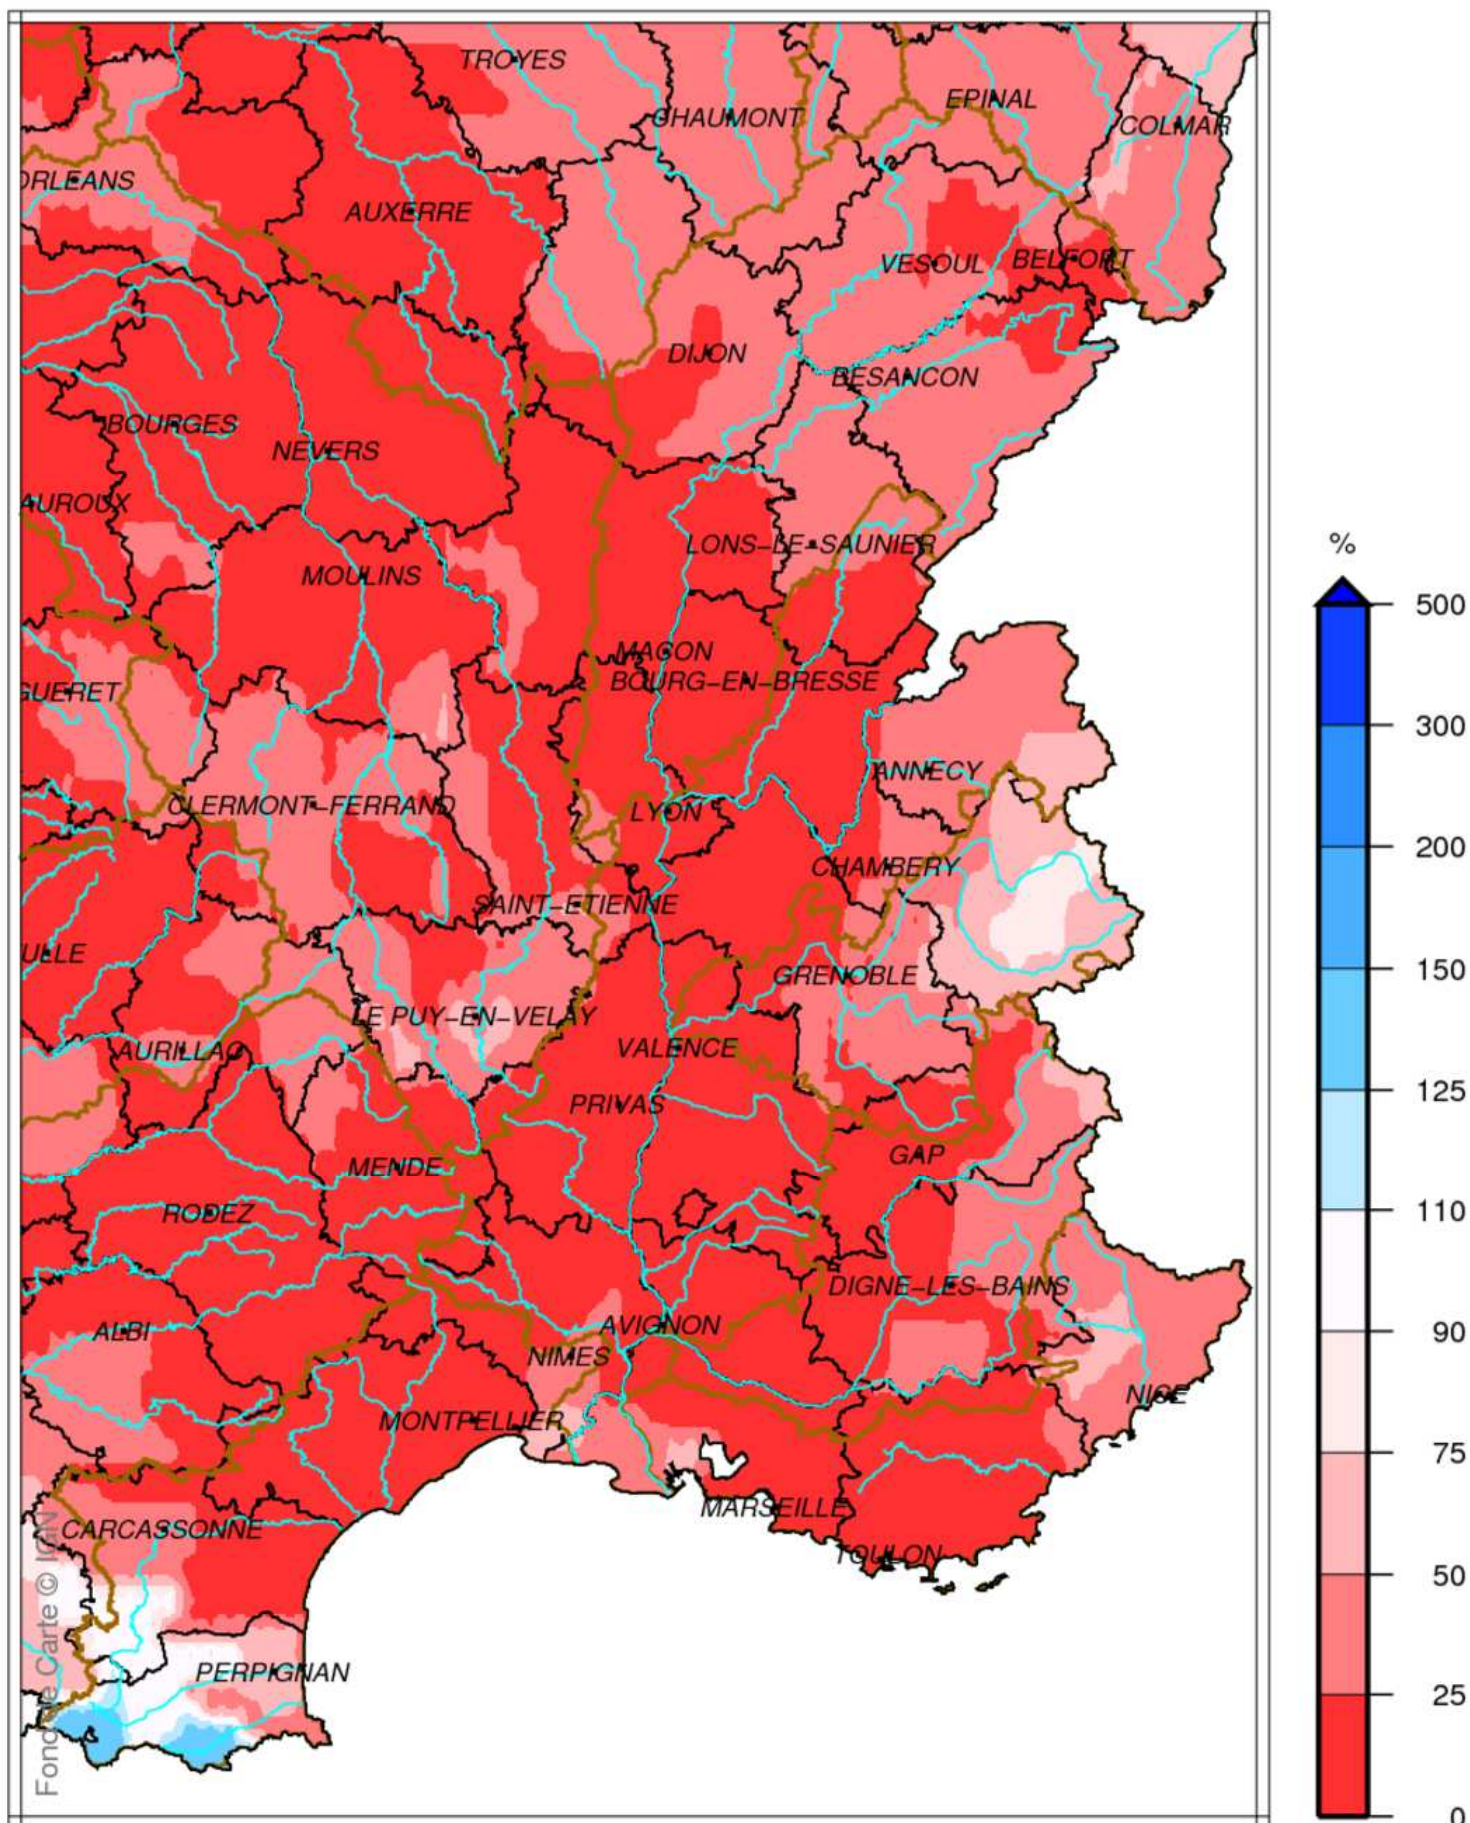 TROYES
EPINAL
CHAUMONT
COLMAR
ORLEANS
AUXERRE
VESOUL
BELFORT
DIJON
BESANCON
BOURGES
NEVERS
AUROUX
LONS-LE-SAUNIER
MOULINS
MACON
BOURG-EN-BRESSE
GUERET
ANNECY
CLERMONT-FERRAND
LYON
CHAMBERY
SAINT-ETIENNE
ULLE
GRENOBLE
LE PUY-EN-VELAY
AURILLAC
VALENCE
PRIVAS
GAP
MENDE
RODEZ
DIGNE-LES-BAINS
ALBI
AVIGNON
NIMES
NICE
MONTPELLIER
MARSEILLE
CARCASSONNE
TOULON
PERPIGNAN
Fond de Carte © IGN
%
500
300
200
150
125
110
90
75
50
25
0